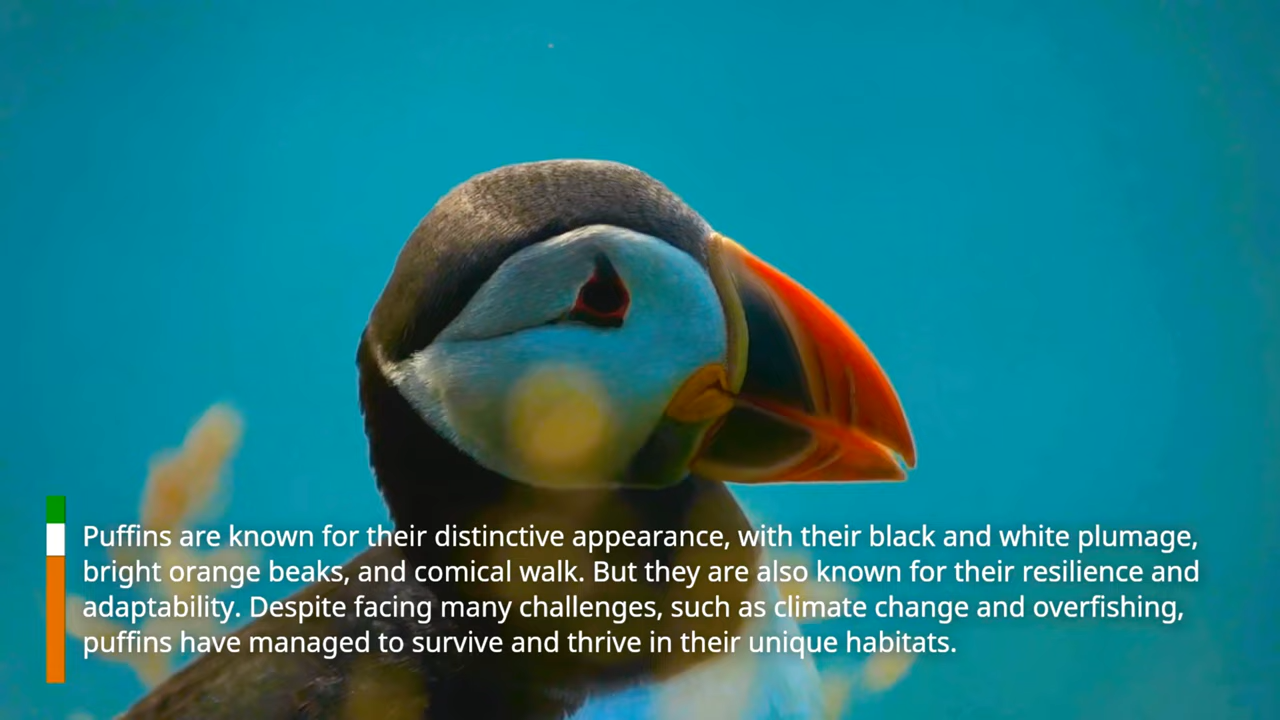 Puffins are known for their distinctive appearance, with their black and white plumage,
bright orange beaks, and comical walk. But they are also known for their resilience and
adaptability. Despite facing many challenges, such as climate change and overfishing,
puffins have managed to survive and thrive in their unique habitats.